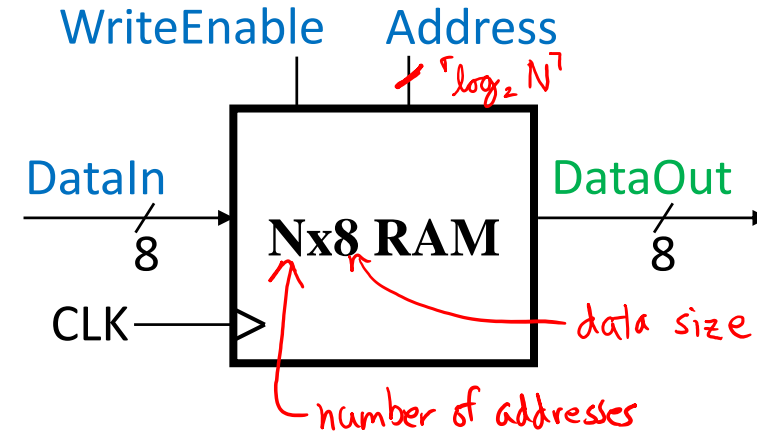 WriteEnable Address
⌈log₂ N⌉
DataIn
DataOut
8
Nx8 RAM
8
CLK
data size
number of addresses